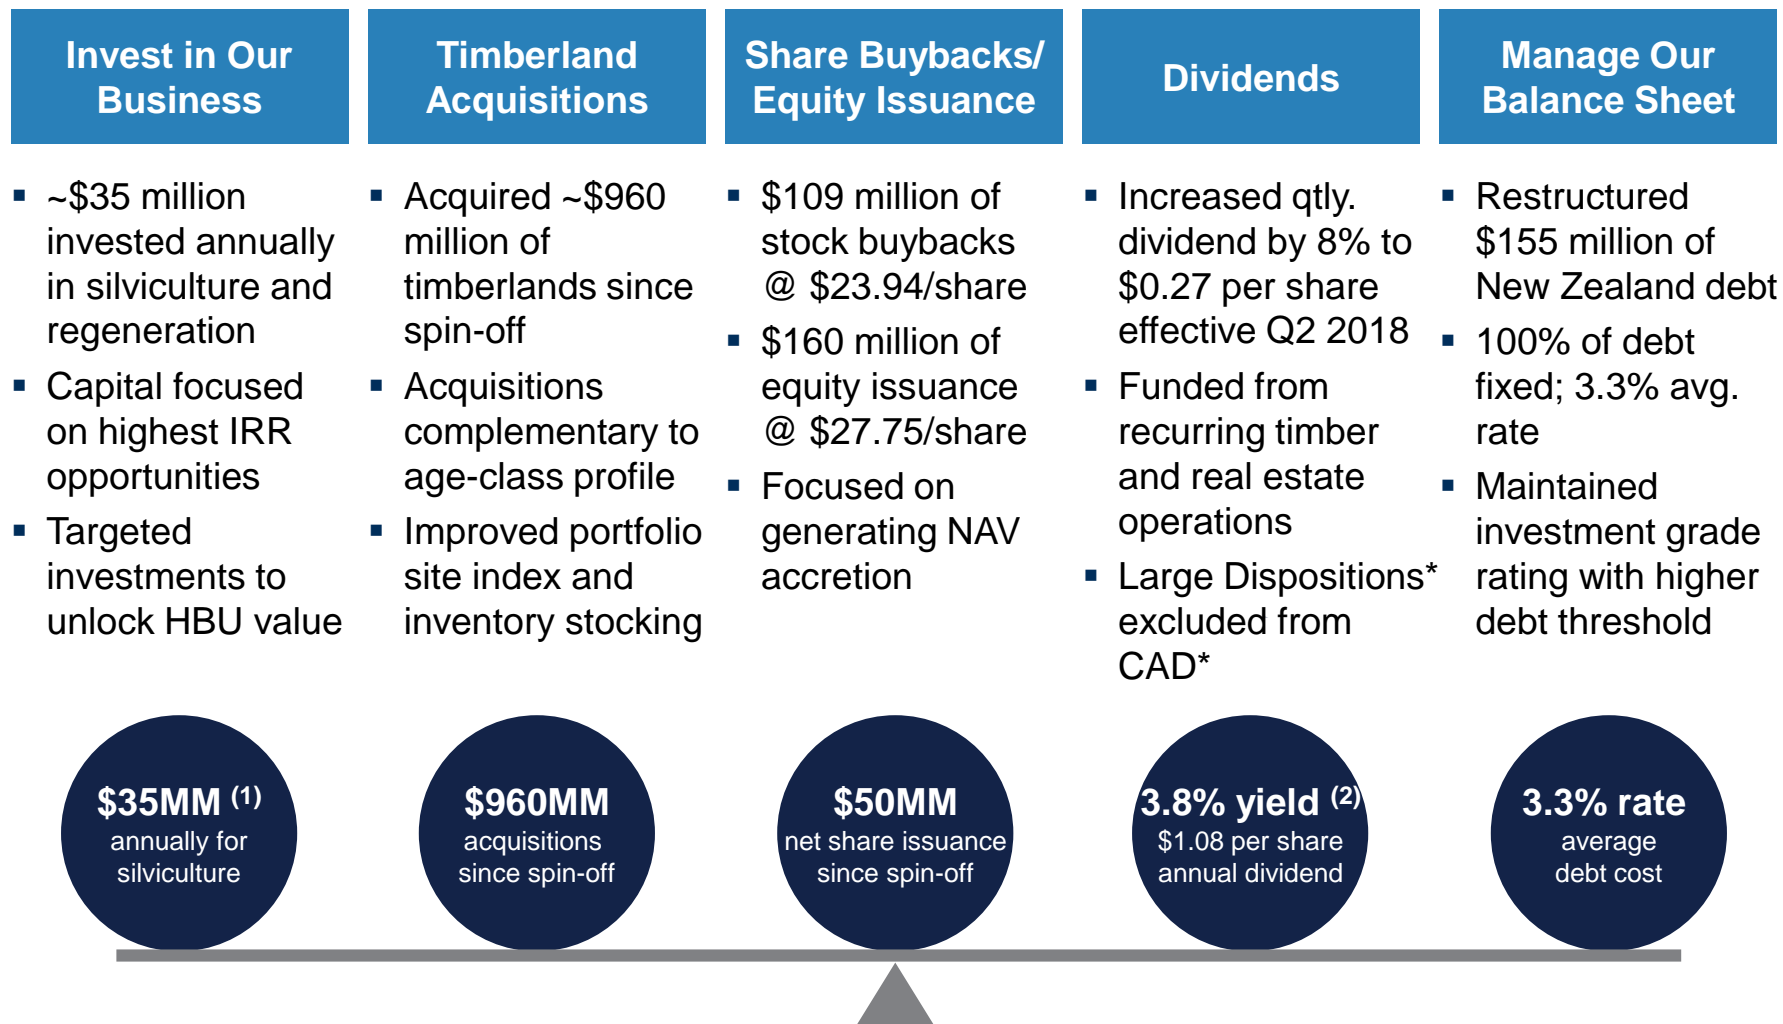 Invest in Our
Business
Timberland
Acquisitions
Share Buybacks/
Equity Issuance
Dividends
Manage Our
Balance Sheet
▪ ~$35 million
invested annually
in silviculture and
regeneration
▪ Capital focused
on highest IRR
opportunities
▪ Targeted
investments to
unlock HBU value
▪ Acquired ~$960
million of
timberlands since
spin-off
▪ Acquisitions
complementary to
age-class profile
▪ Improved portfolio
site index and
inventory stocking
▪ $109 million of
stock buybacks
@ $23.94/share
▪ $160 million of
equity issuance
@ $27.75/share
▪ Focused on
generating NAV
accretion
▪ Increased qtly.
dividend by 8% to
$0.27 per share
effective Q2 2018
▪ Funded from
recurring timber
and real estate
operations
▪ Large Dispositions*
excluded from
CAD*
▪ Restructured
$155 million of
New Zealand debt
▪ 100% of debt
fixed; 3.3% avg.
rate
▪ Maintained
investment grade
rating with higher
debt threshold
$35MM (1)
annually for
silviculture
$960MM
acquisitions
since spin-off
$50MM
net share issuance
since spin-off
3.8% yield (2)
$1.08 per share
annual dividend
3.3% rate
average
debt cost